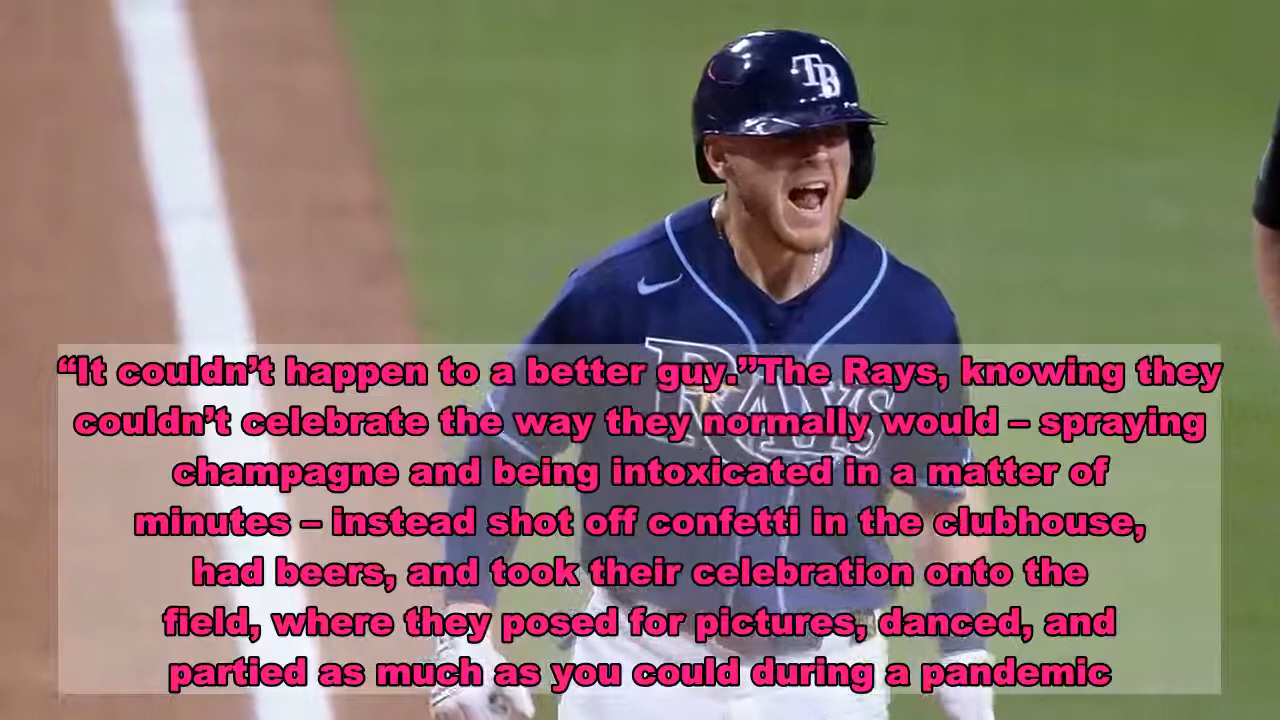 TB
RAYS
“It couldn’t happen to a better guy.”The Rays, knowing they
couldn’t celebrate the way they normally would – spraying
champagne and being intoxicated in a matter of
minutes – instead shot off confetti in the clubhouse,
had beers, and took their celebration onto the
field, where they posed for pictures, danced, and
partied as much as you could during a pandemic